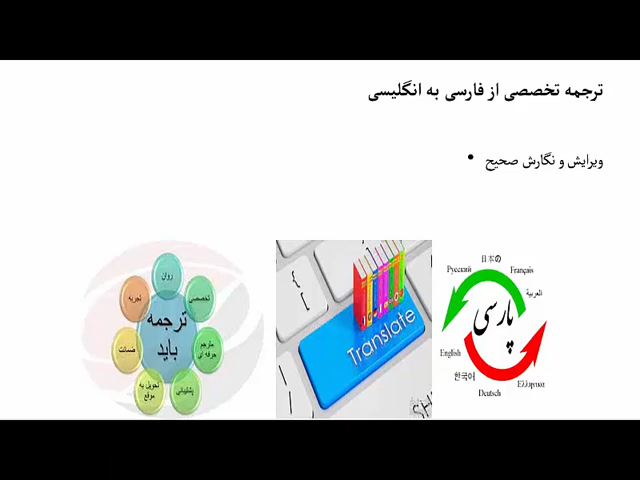 ترجمه تخصصی از فارسی به انگلیسی
ویرایش و نگارش صحیح •
日本の
Русский
Français
العربية
پارسی
English
한국어
Ελληνικα
Deutsch
Translate
روان
تخصصی
تجربه
ترجمه
باید
مترجم
حرفه ای
ضمانت
پشتیبانی
تحویل به
موقع